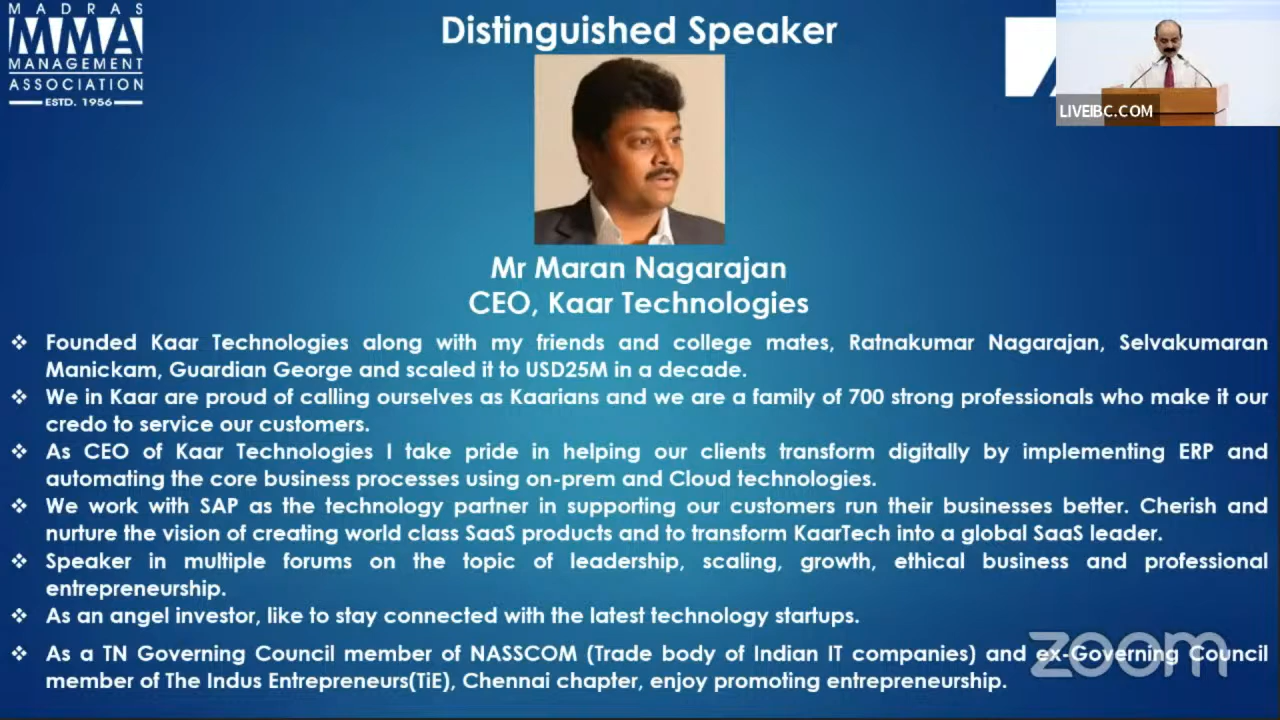 MADRAS
MMA
MANAGEMENT
ASSOCIATION
ESTD. 1956
Distinguished Speaker
LIVEIBC.COM
Mr Maran Nagarajan
CEO, Kaar Technologies
❖ Founded Kaar Technologies along with my friends and college mates, Ratnakumar Nagarajan, Selvakumaran
Manickam, Guardian George and scaled it to USD25M in a decade.
❖ We in Kaar are proud of calling ourselves as Kaarians and we are a family of 700 strong professionals who make it our
credo to service our customers.
❖ As CEO of Kaar Technologies I take pride in helping our clients transform digitally by implementing ERP and
automating the core business processes using on-prem and Cloud technologies.
❖ We work with SAP as the technology partner in supporting our customers run their businesses better. Cherish and
nurture the vision of creating world class SaaS products and to transform KaarTech into a global SaaS leader.
❖ Speaker in multiple forums on the topic of leadership, scaling, growth, ethical business and professional
entrepreneurship.
❖ As an angel investor, like to stay connected with the latest technology startups.
❖ As a TN Governing Council member of NASSCOM (Trade body of Indian IT companies) and ex-Governing Council
member of The Indus Entrepreneurs(TiE), Chennai chapter, enjoy promoting entrepreneurship.
zoom